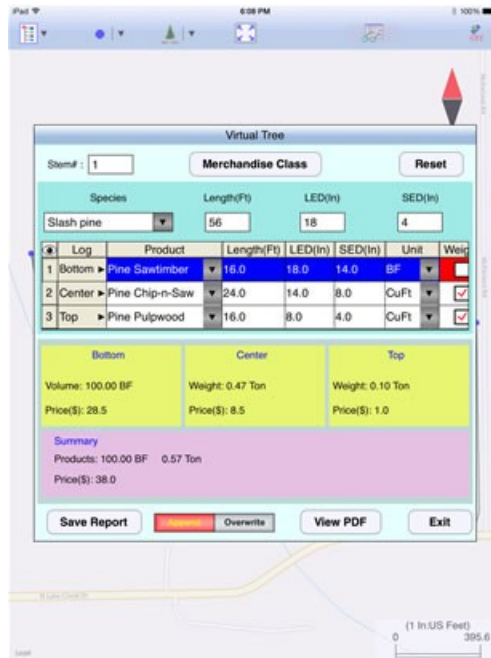 iPad
6:08 PM
100%
Virtual Tree
Stem# : 1
Merchandise Class
Reset
Species Length(Ft) LED(In) SED(In)
Slash pine 56 18 4
Log Product Length(Ft) LED(In) SED(In) Unit Weig
1 Bottom Pine Sawtimber 16.0 18.0 14.0 BF
2 Center Pine Chip-n-Saw 24.0 14.0 8.0 CuFt
3 Top Pine Pulpwood 16.0 8.0 4.0 CuFt
Bottom Center Top
Volume: 100.00 BF Weight: 0.47 Ton Weight: 0.10 Ton
Price($): 28.5 Price($): 8.5 Price($): 1.0
Summary
Products: 100.00 BF 0.57 Ton
Price($): 38.0
Save Report Append Overwrite View PDF Exit
(1 In:US Feet)
0 395.6
Legal